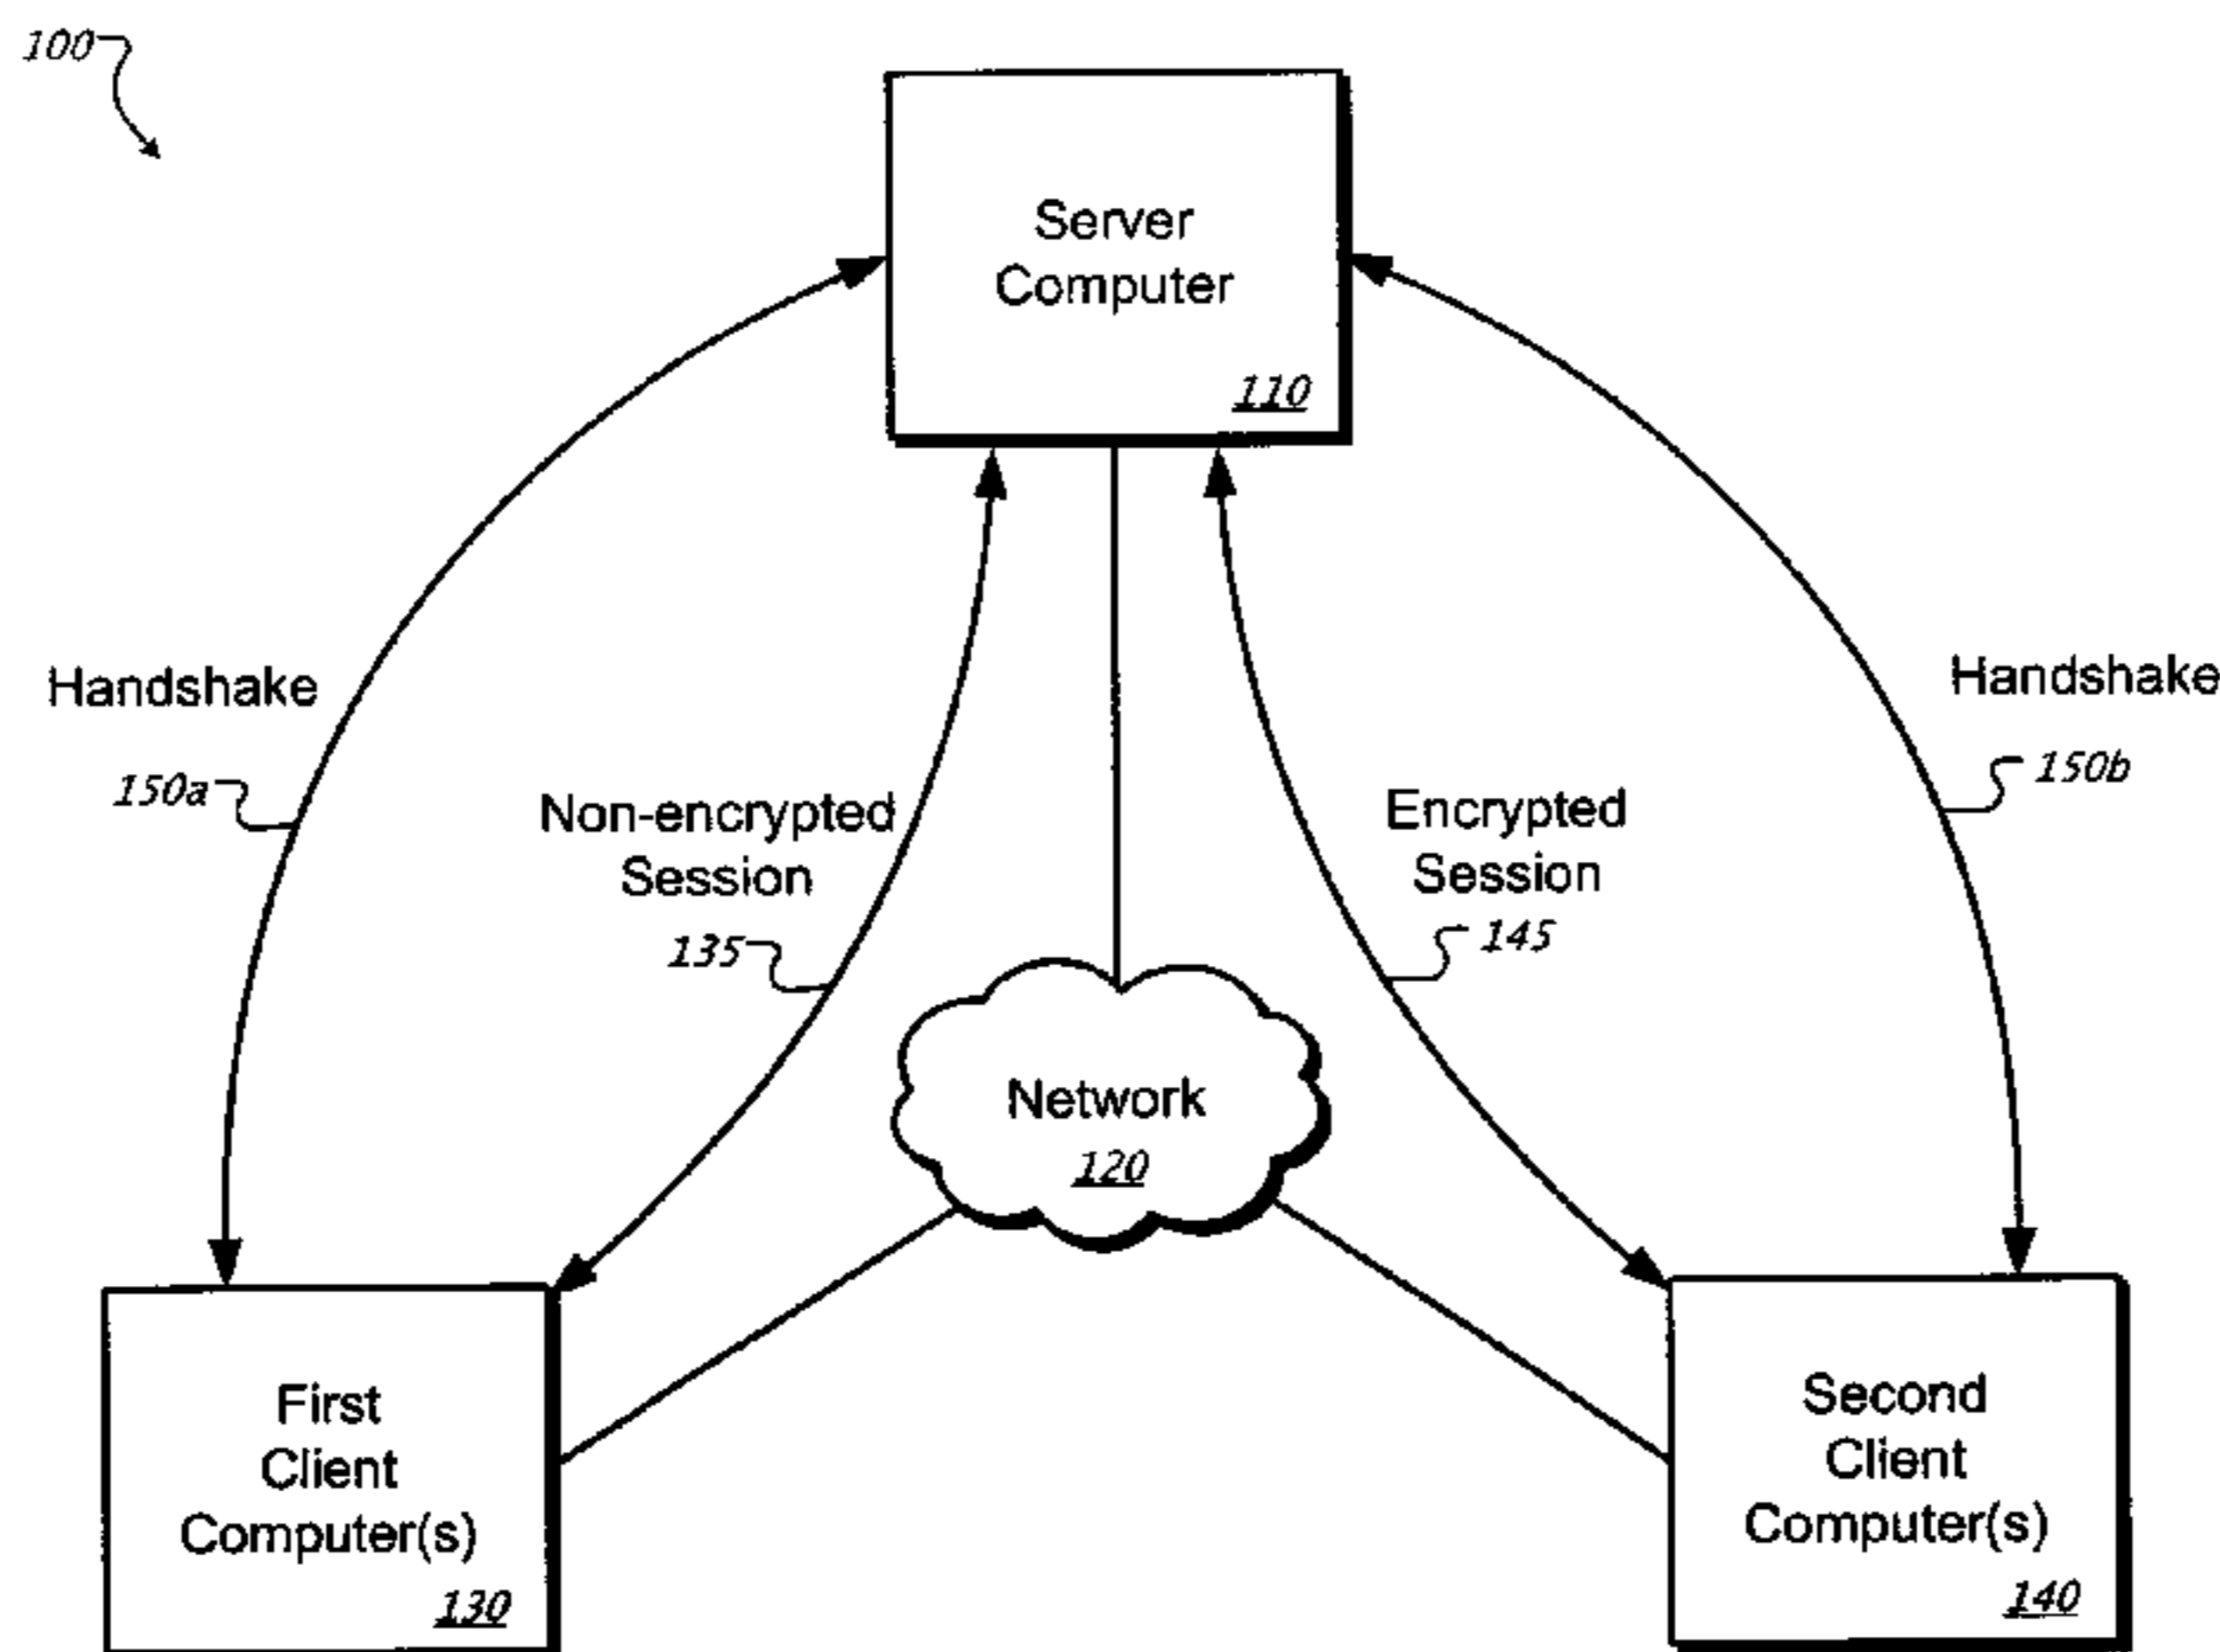 100
Server
Computer
110
Handshake
150a
Non-encrypted
Session
135
Encrypted
Session
145
Handshake
150b
Network
120
First
Client
Computer(s)
130
Second
Client
Computer(s)
140